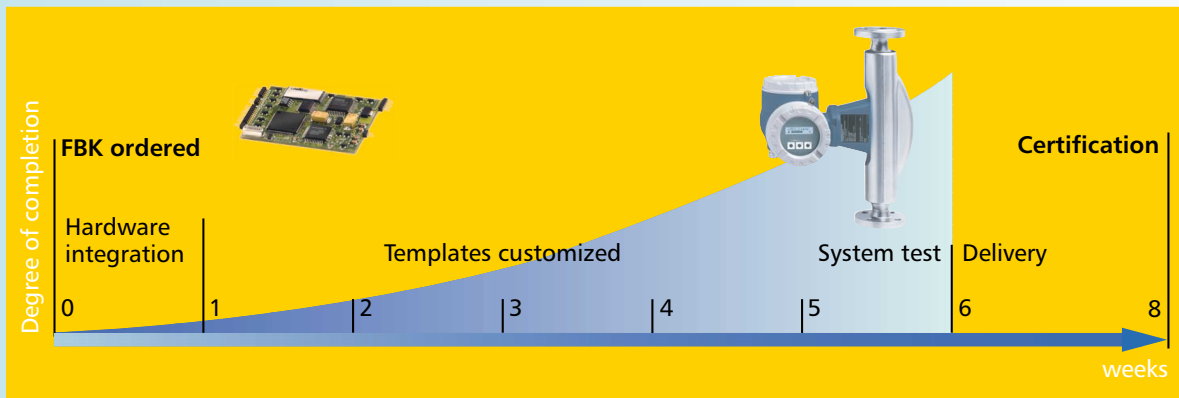 Degree of completion
FBK ordered
Certification
Hardware
integration
Templates customized
System test
Delivery
0
1
2
3
4
5
6
8
weeks